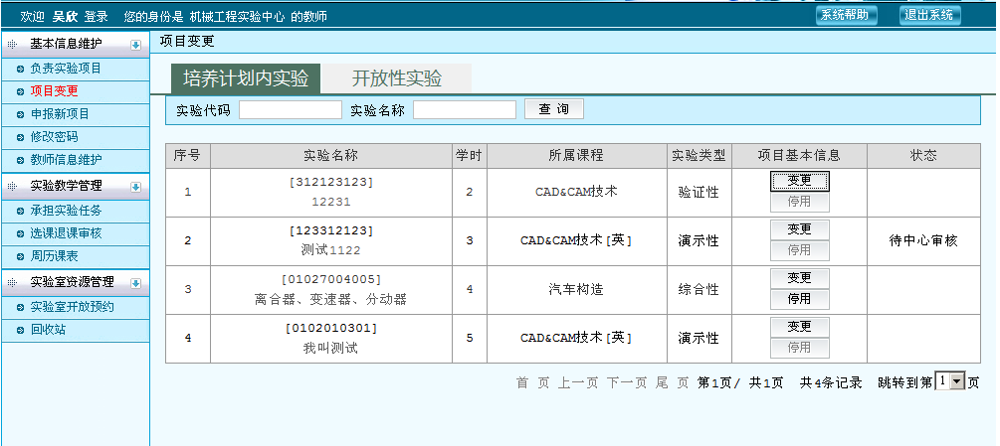 欢迎 吴欣 登录 您的身份是 机械工程实验中心 的教师 系统帮助 退出系统
基本信息维护
负责实验项目
项目变更
申报新项目
修改密码
教师信息维护
实验教学管理
承担实验任务
选课退课审核
周历课表
实验室资源管理
实验室开放预约
回收站
项目变更
培养计划内实验 开放性实验
实验代码 实验名称 查 询
序号 实验名称 学时 所属课程 实验类型 项目基本信息 状态
1 [312123123] 2 CAD&CAM技术 验证性 变更
12231 停用
2 [123312123] 3 CAD&CAM技术[英] 演示性 变更 待中心审核
测试1122 停用
3 [01027004005] 4 汽车构造 综合性 变更
离合器、变速器、分动器 停用
4 [0102010301] 5 CAD&CAM技术[英] 演示性 变更
我叫测试 停用
首 页 上一页 下一页 尾 页 第1页/ 共1页 共4条记录 跳转到第 1 页